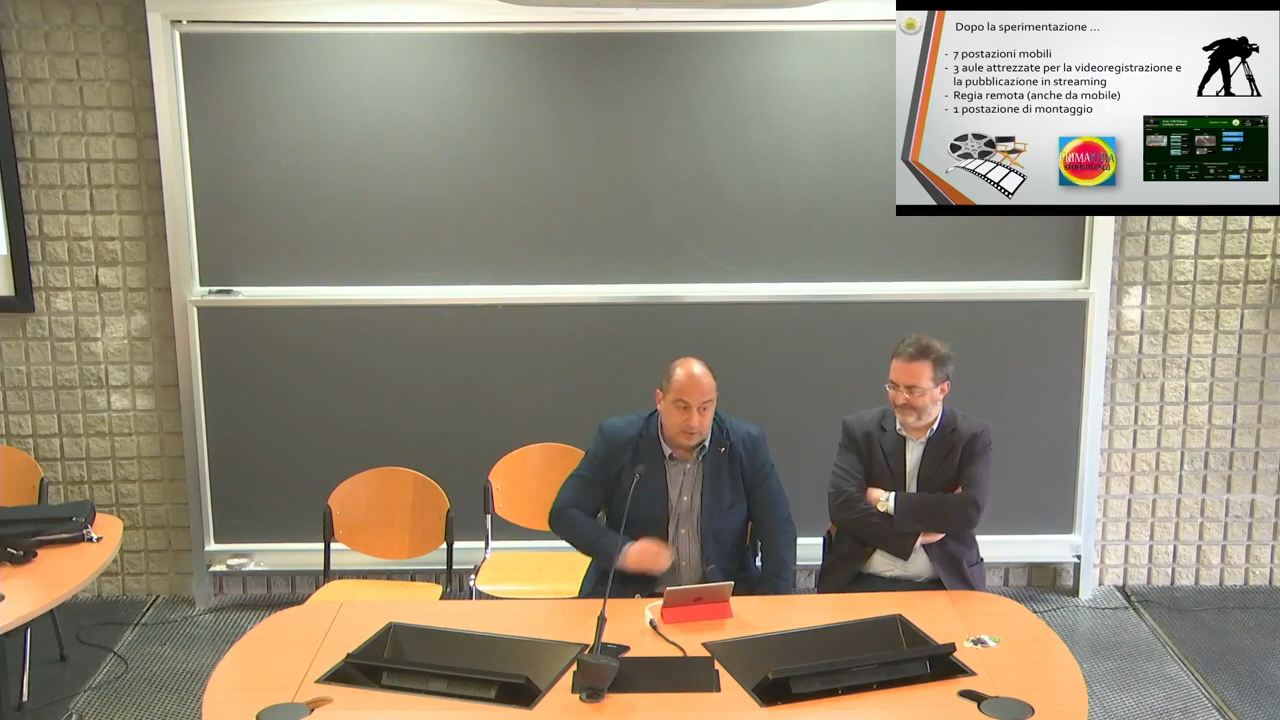 Dopo la sperimentazione ...
- 7 postazioni mobili
- 3 aule attrezzate per la videoregistrazione e
la pubblicazione in streaming
- Regia remota (anche da mobile)
- 1 postazione di montaggio
studentesca